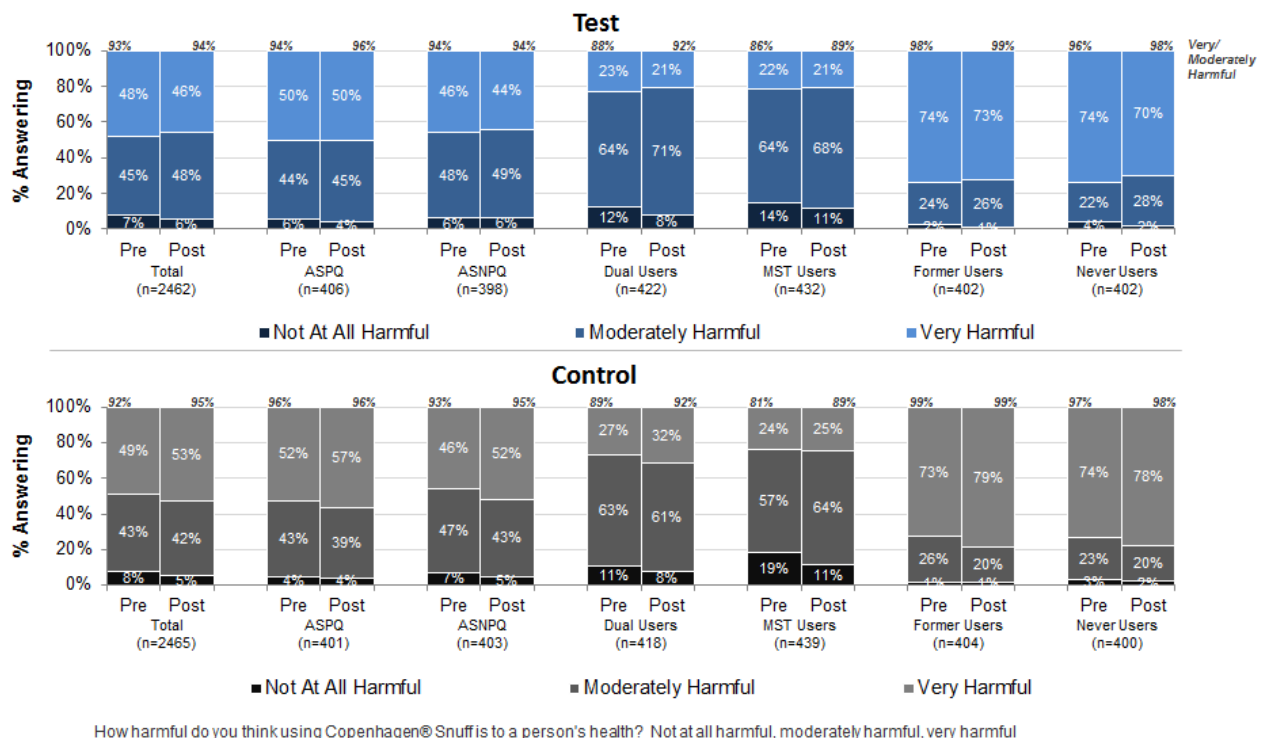 Test
93% 94% 94% 96% 94% 94% 88% 92% 86% 89% 98% 99% 96% 98% Very/
Moderately
Harmful
% Answering
100%
80%
60%
40%
20%
0%
48% 46% 50% 50% 46% 44% 23% 21% 22% 21% 74% 73% 74% 70%
45% 48% 44% 45% 48% 49% 64% 71% 64% 68% 24% 26% 22% 28%
7% 6% 6% 4% 6% 6% 12% 8% 14% 11% 2% 1% 4% 2%
Pre Post Pre Post Pre Post Pre Post Pre Post Pre Post Pre Post
Total ASPQ ASNPQ Dual Users MST Users Former Users Never Users
(n=2462) (n=406) (n=398) (n=422) (n=432) (n=402) (n=402)
Not At All Harmful Moderately Harmful Very Harmful
Control
92% 95% 96% 96% 93% 95% 89% 92% 81% 89% 99% 99% 97% 98%
% Answering
100%
80%
60%
40%
20%
0%
49% 53% 52% 57% 46% 52% 27% 32% 24% 25% 73% 79% 74% 78%
43% 42% 43% 39% 47% 43% 63% 61% 57% 64% 26% 20% 23% 20%
8% 5% 4% 4% 7% 5% 11% 8% 19% 11% 1% 1% 3% 2%
Pre Post Pre Post Pre Post Pre Post Pre Post Pre Post Pre Post
Total ASPQ ASNPQ Dual Users MST Users Former Users Never Users
(n=2465) (n=401) (n=403) (n=418) (n=439) (n=404) (n=400)
Not At All Harmful Moderately Harmful Very Harmful
How harmful do you think using Copenhagen® Snuff is to a person's health? Not at all harmful, moderately harmful, very harmful